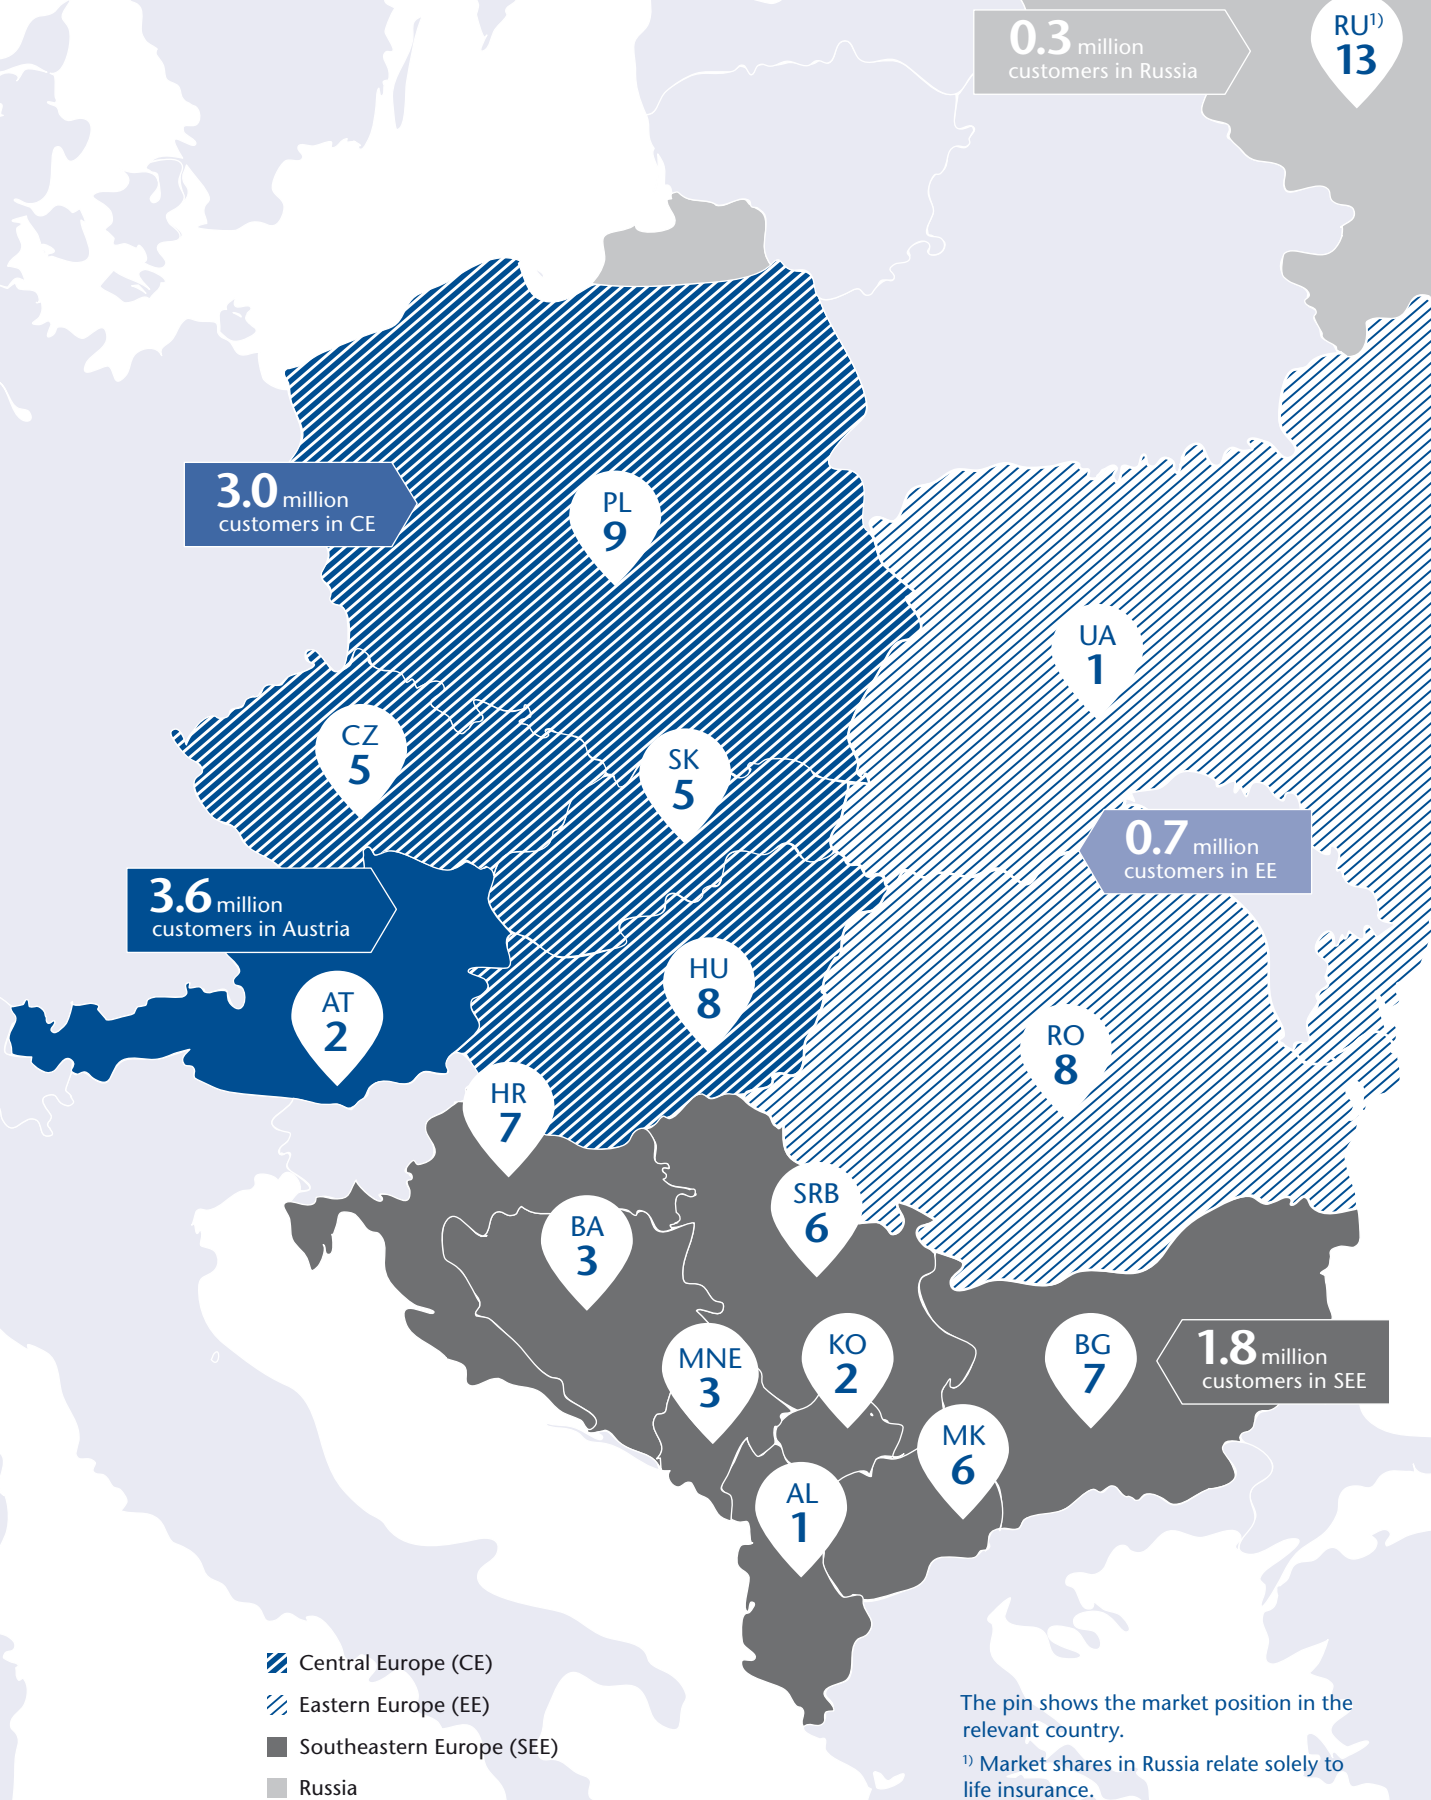 0.3 million
customers in Russia
RU1)
13
3.0 million
customers in CE
PL
9
UA
1
CZ
5
SK
5
0.7 million
customers in EE
3.6 million
customers in Austria
HU
8
AT
2
RO
8
HR
7
SRB
6
BA
3
KO
2
BG
7
1.8 million
customers in SEE
MNE
3
MK
6
AL
1
Central Europe (CE)
Eastern Europe (EE)
Southeastern Europe (SEE)
Russia
The pin shows the market position in the
relevant country.
1) Market shares in Russia relate solely to
life insurance.